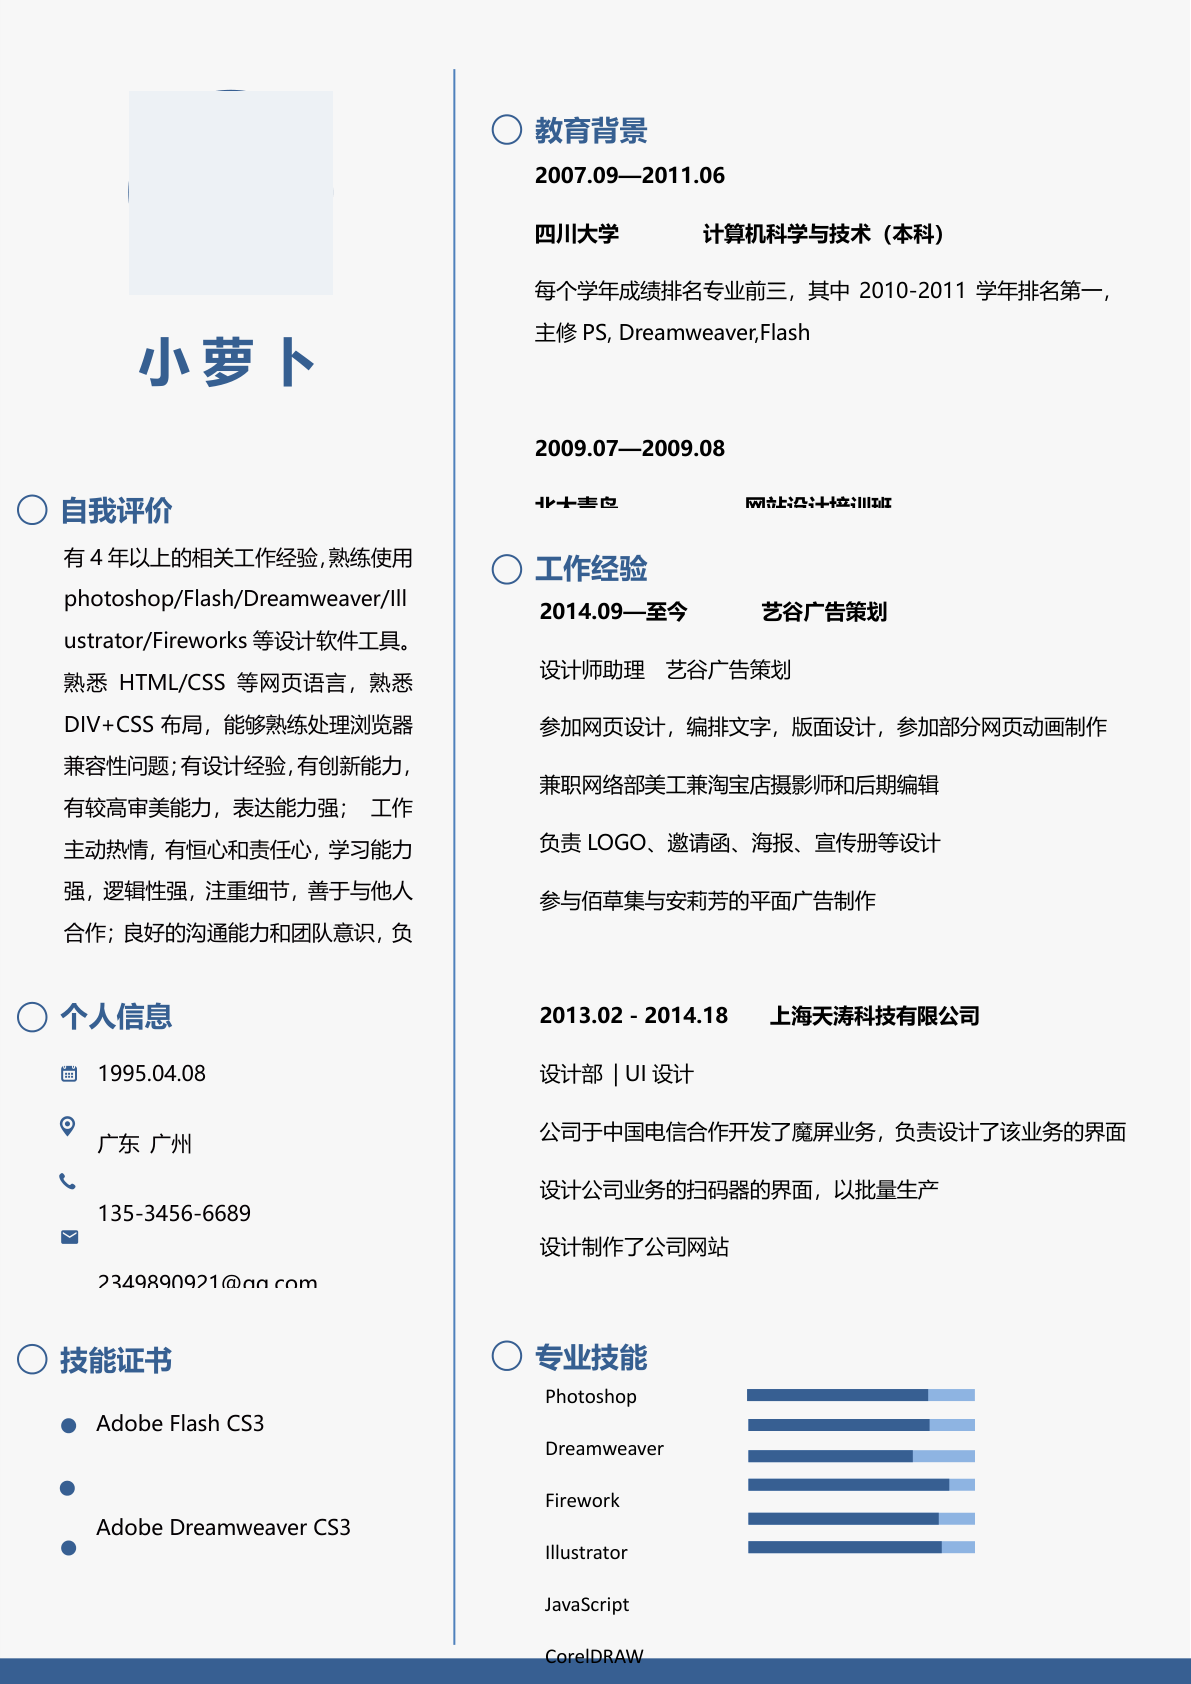 小萝卜
自我评价
有 4 年以上的相关工作经验，熟练使用
photoshop/Flash/Dreamweaver/Ill
ustrator/Fireworks 等设计软件工具。
熟悉 HTML/CSS 等网页语言，熟悉
DIV+CSS 布局，能够熟练处理浏览器
兼容性问题；有设计经验，有创新能力，
有较高审美能力，表达能力强； 工作
主动热情，有恒心和责任心，学习能力
强，逻辑性强，注重细节，善于与他人
合作；良好的沟通能力和团队意识，负
个人信息
1995.04.08
广东 广州
135-3456-6689
2349890921@qq.com
技能证书
Adobe Flash CS3
Adobe Dreamweaver CS3
教育背景
2007.09—2011.06
四川大学 计算机科学与技术（本科）
每个学年成绩排名专业前三，其中 2010-2011 学年排名第一，
主修 PS, Dreamweaver,Flash
2009.07—2009.08
北大青鸟 网站设计培训班
工作经验
2014.09—至今 艺谷广告策划
设计师助理 艺谷广告策划
参加网页设计，编排文字，版面设计，参加部分网页动画制作
兼职网络部美工兼淘宝店摄影师和后期编辑
负责 LOGO、邀请函、海报、宣传册等设计
参与佰草集与安莉芳的平面广告制作
2013.02 - 2014.18 上海天涛科技有限公司
设计部 | UI 设计
公司于中国电信合作开发了魔屏业务，负责设计了该业务的界面
设计公司业务的扫码器的界面，以批量生产
设计制作了公司网站
专业技能
Photoshop
Dreamweaver
Firework
Illustrator
JavaScript
CorelDRAW